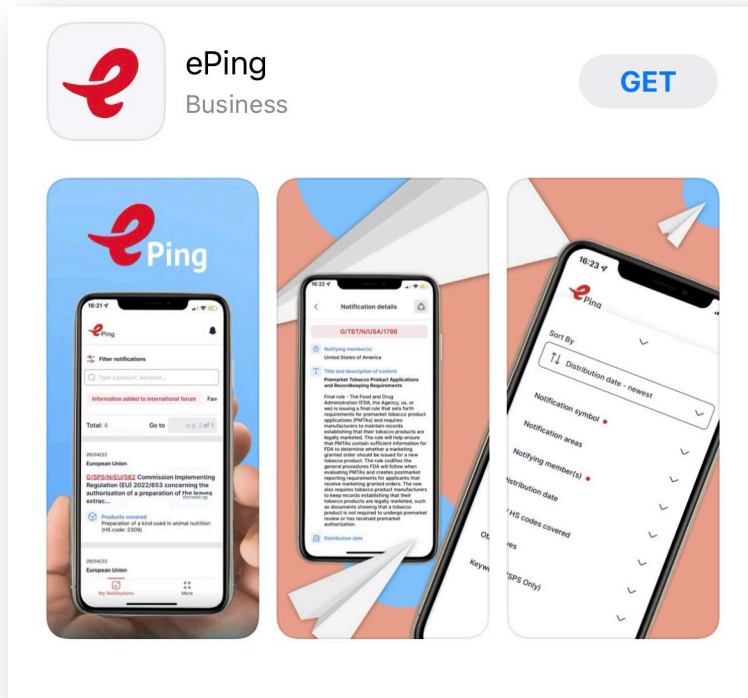 ePing
Business
GET
ePing
16:21
ePing
Filter notifications
Type a product, keyword...
Information added to international forum Fav
Total: 4 Go to e.g. 2 of 1
26/04/22
European Union
G/SPS/N/EU/562 Commission Implementing
Regulation (EU) 2022/653 concerning the
authorisation of a preparation of the leaves
extrac...
Products covered
Preparation of a kind used in animal nutrition
(HS code: 2309)
26/04/22
European Union
My Notifications More
16:22
Notification details
G/TBT/N/USA/1786
Notifying member(s)
United States of America
Title and description of content
Premarket Tobacco Product Applications
and Recordkeeping Requirements
Final rule - The Food and Drug
Administration (FDA, the Agency, us, or
we) is issuing a final rule that sets forth
requirements for premarket tobacco product
applications (PMTAs) and requires
manufacturers to maintain records
establishing that their tobacco products are
legally marketed. The rule will help ensure
that PMTAs contain sufficient information for
FDA to determine whether a marketing
granted order should be issued for a new
tobacco product. The rule codifies the
general procedures FDA will follow when
evaluating PMTAs and creates postmarket
reporting requirements for applicants that
receive marketing granted orders. The rule
also requires tobacco product manufacturers
to keep records establishing that their
tobacco products are legally marketed, such
as documents showing that a tobacco
product is not required to undergo premarket
review or has received premarket
authorization.
Distribution date
16:23
ePing
Sort By
Distribution date - newest
Notification symbol
Notification areas
Notifying member(s)
istribution date
HS codes covered
Ob
ves
Keyw
(SPS Only)